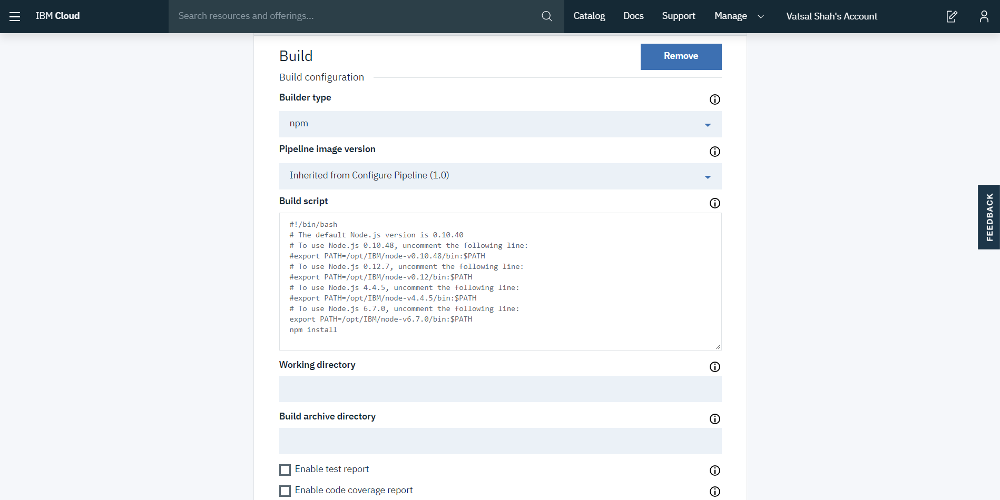 IBM Cloud
Search resources and offerings...
Catalog
Docs
Support
Manage
Vatsal Shah's Account
Build
Remove
Build configuration
Builder type
npm
Pipeline image version
Inherited from Configure Pipeline (1.0)
Build script
#!/bin/bash
# The default Node.js version is 0.10.40
# To use Node.js 0.10.48, uncomment the following line:
#export PATH=/opt/IBM/node-v0.10.48/bin:$PATH
# To use Node.js 0.12.7, uncomment the following line:
#export PATH=/opt/IBM/node-v0.12/bin:$PATH
# To use Node.js 4.4.5, uncomment the following line:
#export PATH=/opt/IBM/node-v4.4.5/bin:$PATH
# To use Node.js 6.7.0, uncomment the following line:
export PATH=/opt/IBM/node-v6.7.0/bin:$PATH
npm install
Working directory
Build archive directory
Enable test report
Enable code coverage report
FEEDBACK